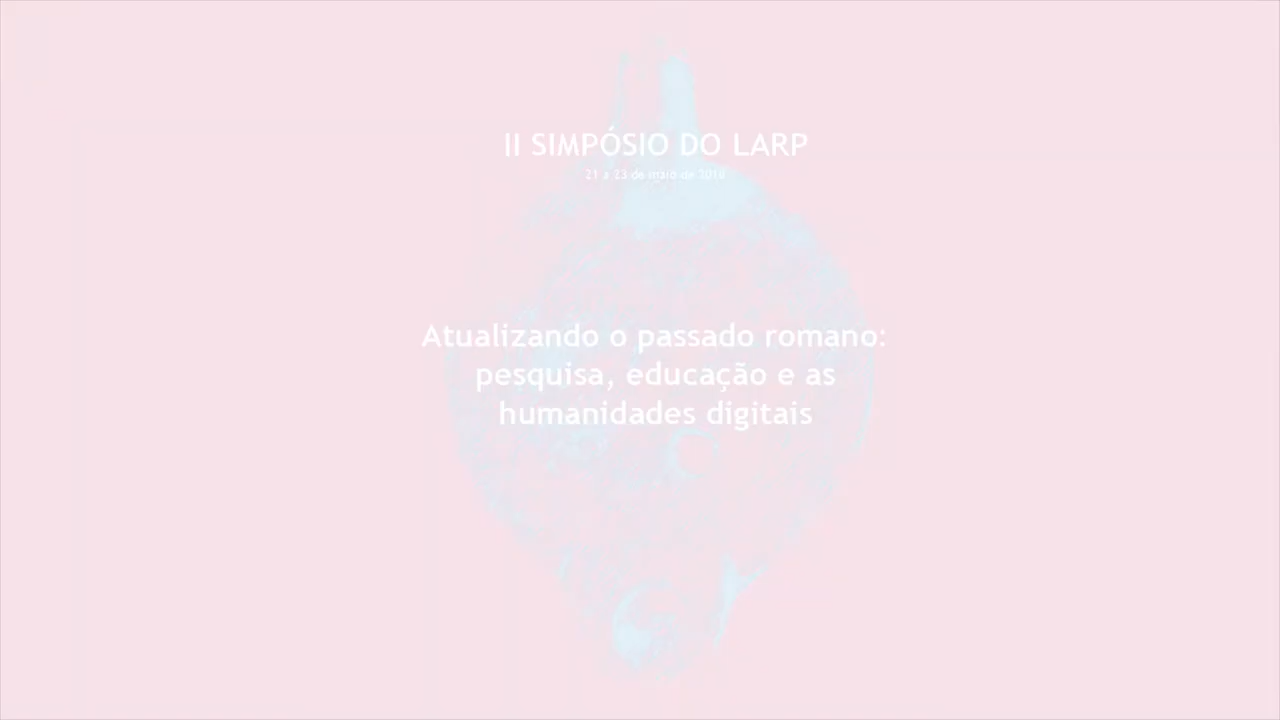 II SIMPÓSIO DO LARP
21 a 23 de maio de 2018
Atualizando o passado romano:
pesquisa, educação e as
humanidades digitais